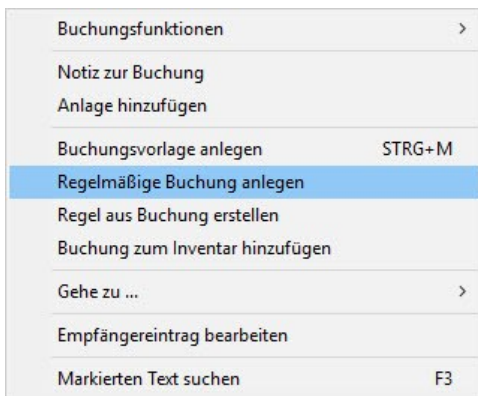 Buchungsfunktionen >
Notiz zur Buchung
Anlage hinzufügen
Buchungsvorlage anlegen STRG+M
Regelmäßige Buchung anlegen
Regel aus Buchung erstellen
Buchung zum Inventar hinzufügen
Gehe zu ... >
Empfängereintrag bearbeiten
Markierten Text suchen F3